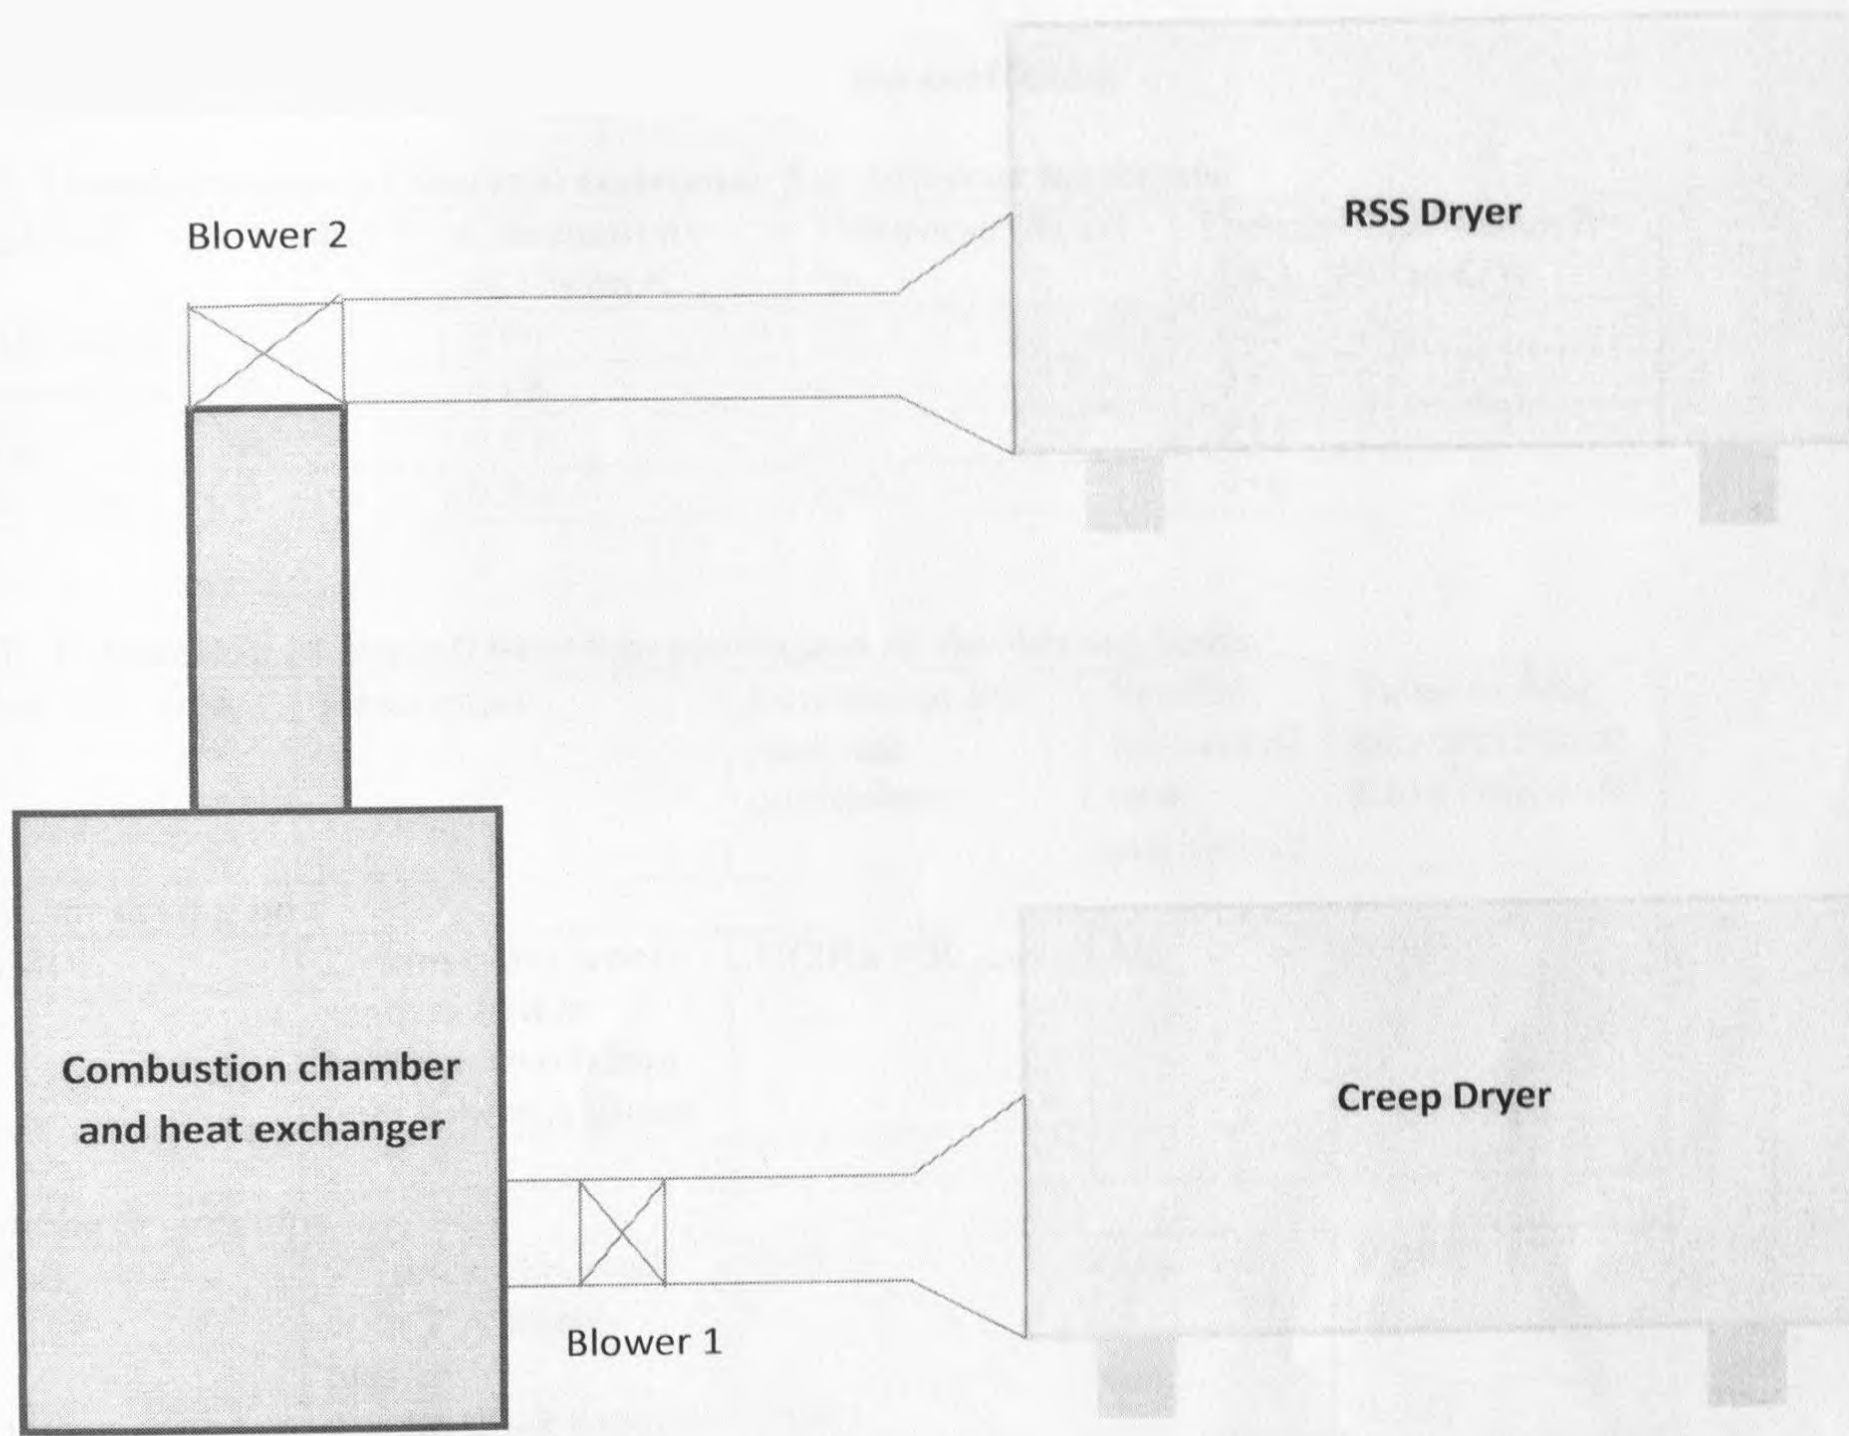 RSS Dryer
Blower 2
Combustion chamber
and heat exchanger
Creep Dryer
Blower 1